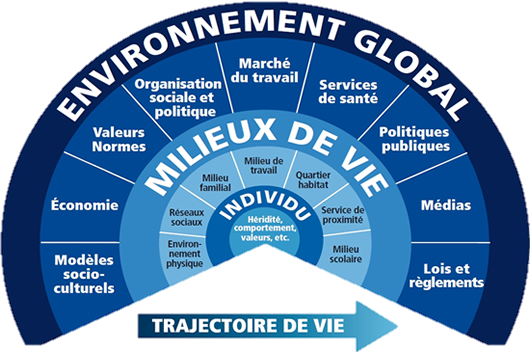 ENVIRONNEMENT GLOBAL
Modèles
socio-
culturels
Économie
Valeurs
Normes
Organisation
sociale et
politique
Marché
du travail
Services
de santé
Politiques
publiques
Médias
Lois et
règlements
MILIEUX DE VIE
Environ-
nement
physique
Réseaux
sociaux
Milieu
familial
Milieu de
travail
Quartier
habitat
Service de
proximité
Milieu
scolaire
INDIVIDU
Héridité,
comportement,
valeurs, etc.
TRAJECTOIRE DE VIE